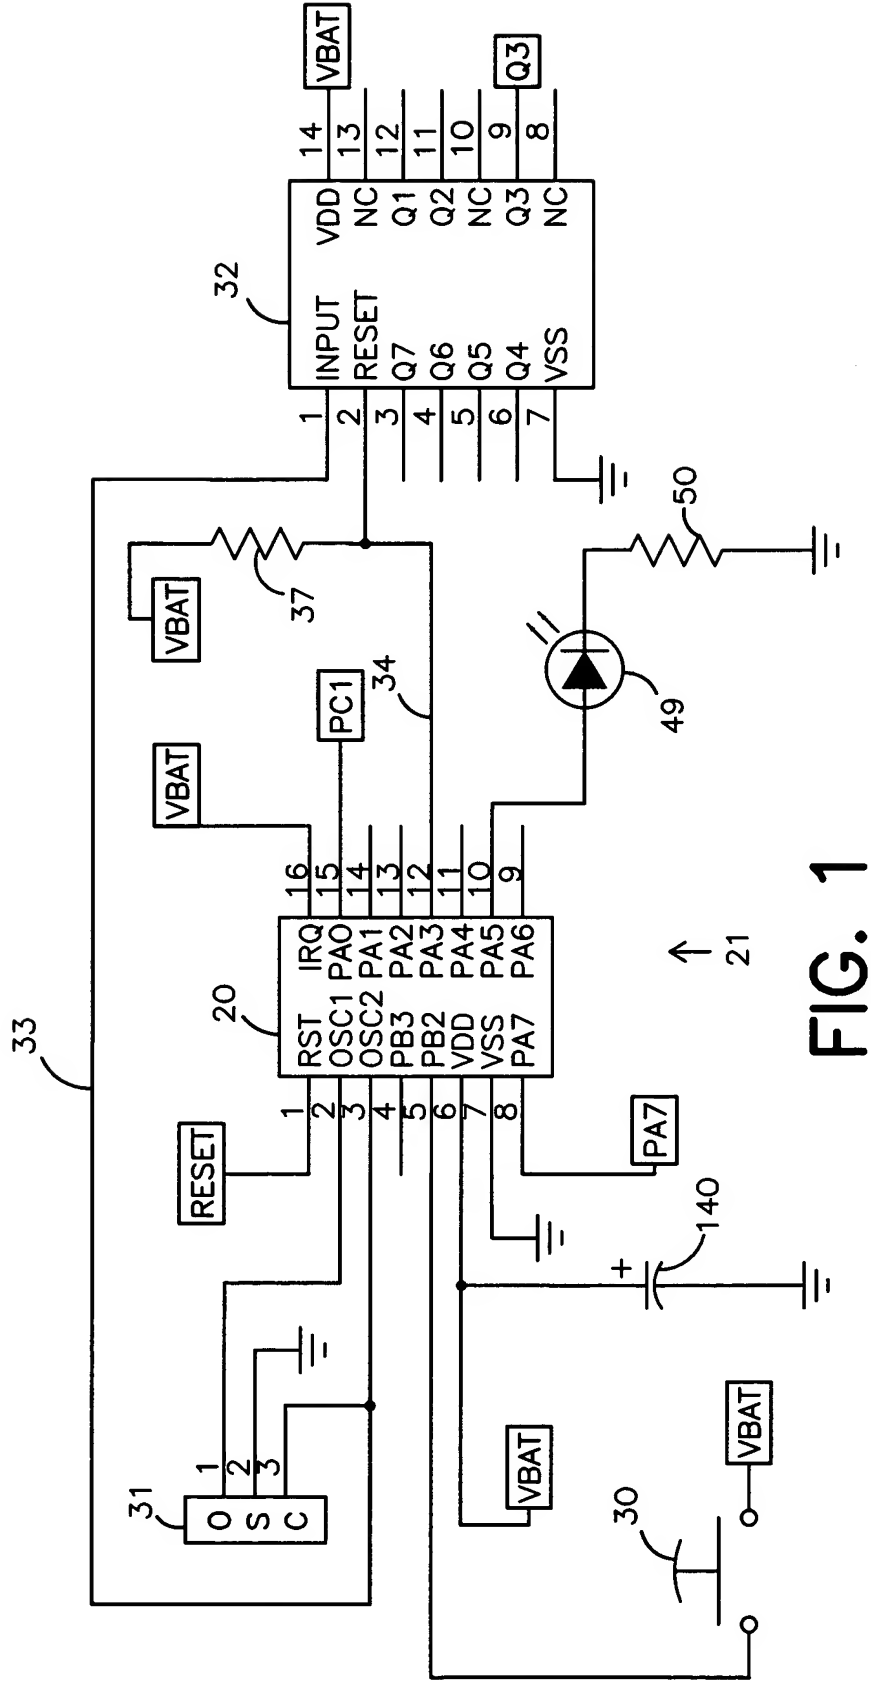 33
31
O
S
C
1
2
3
RESET
20
1
2
3
4
5
6
7
8
RST
OSC1
OSC2
PB3
PB2
VDD
VSS
PA7
IRQ
PA0
PA1
PA2
PA3
PA4
PA5
PA6
16
15
14
13
12
11
10
9
VBAT
PC1
34
VBAT
37
32
1
2
3
4
5
6
7
INPUT
RESET
Q7
Q6
Q5
Q4
VSS
VDD
NC
Q1
Q2
NC
Q3
NC
14
13
12
11
10
9
8
VBAT
Q3
30
VBAT
VBAT
+
140
PA7
49
50
21
FIG. 1